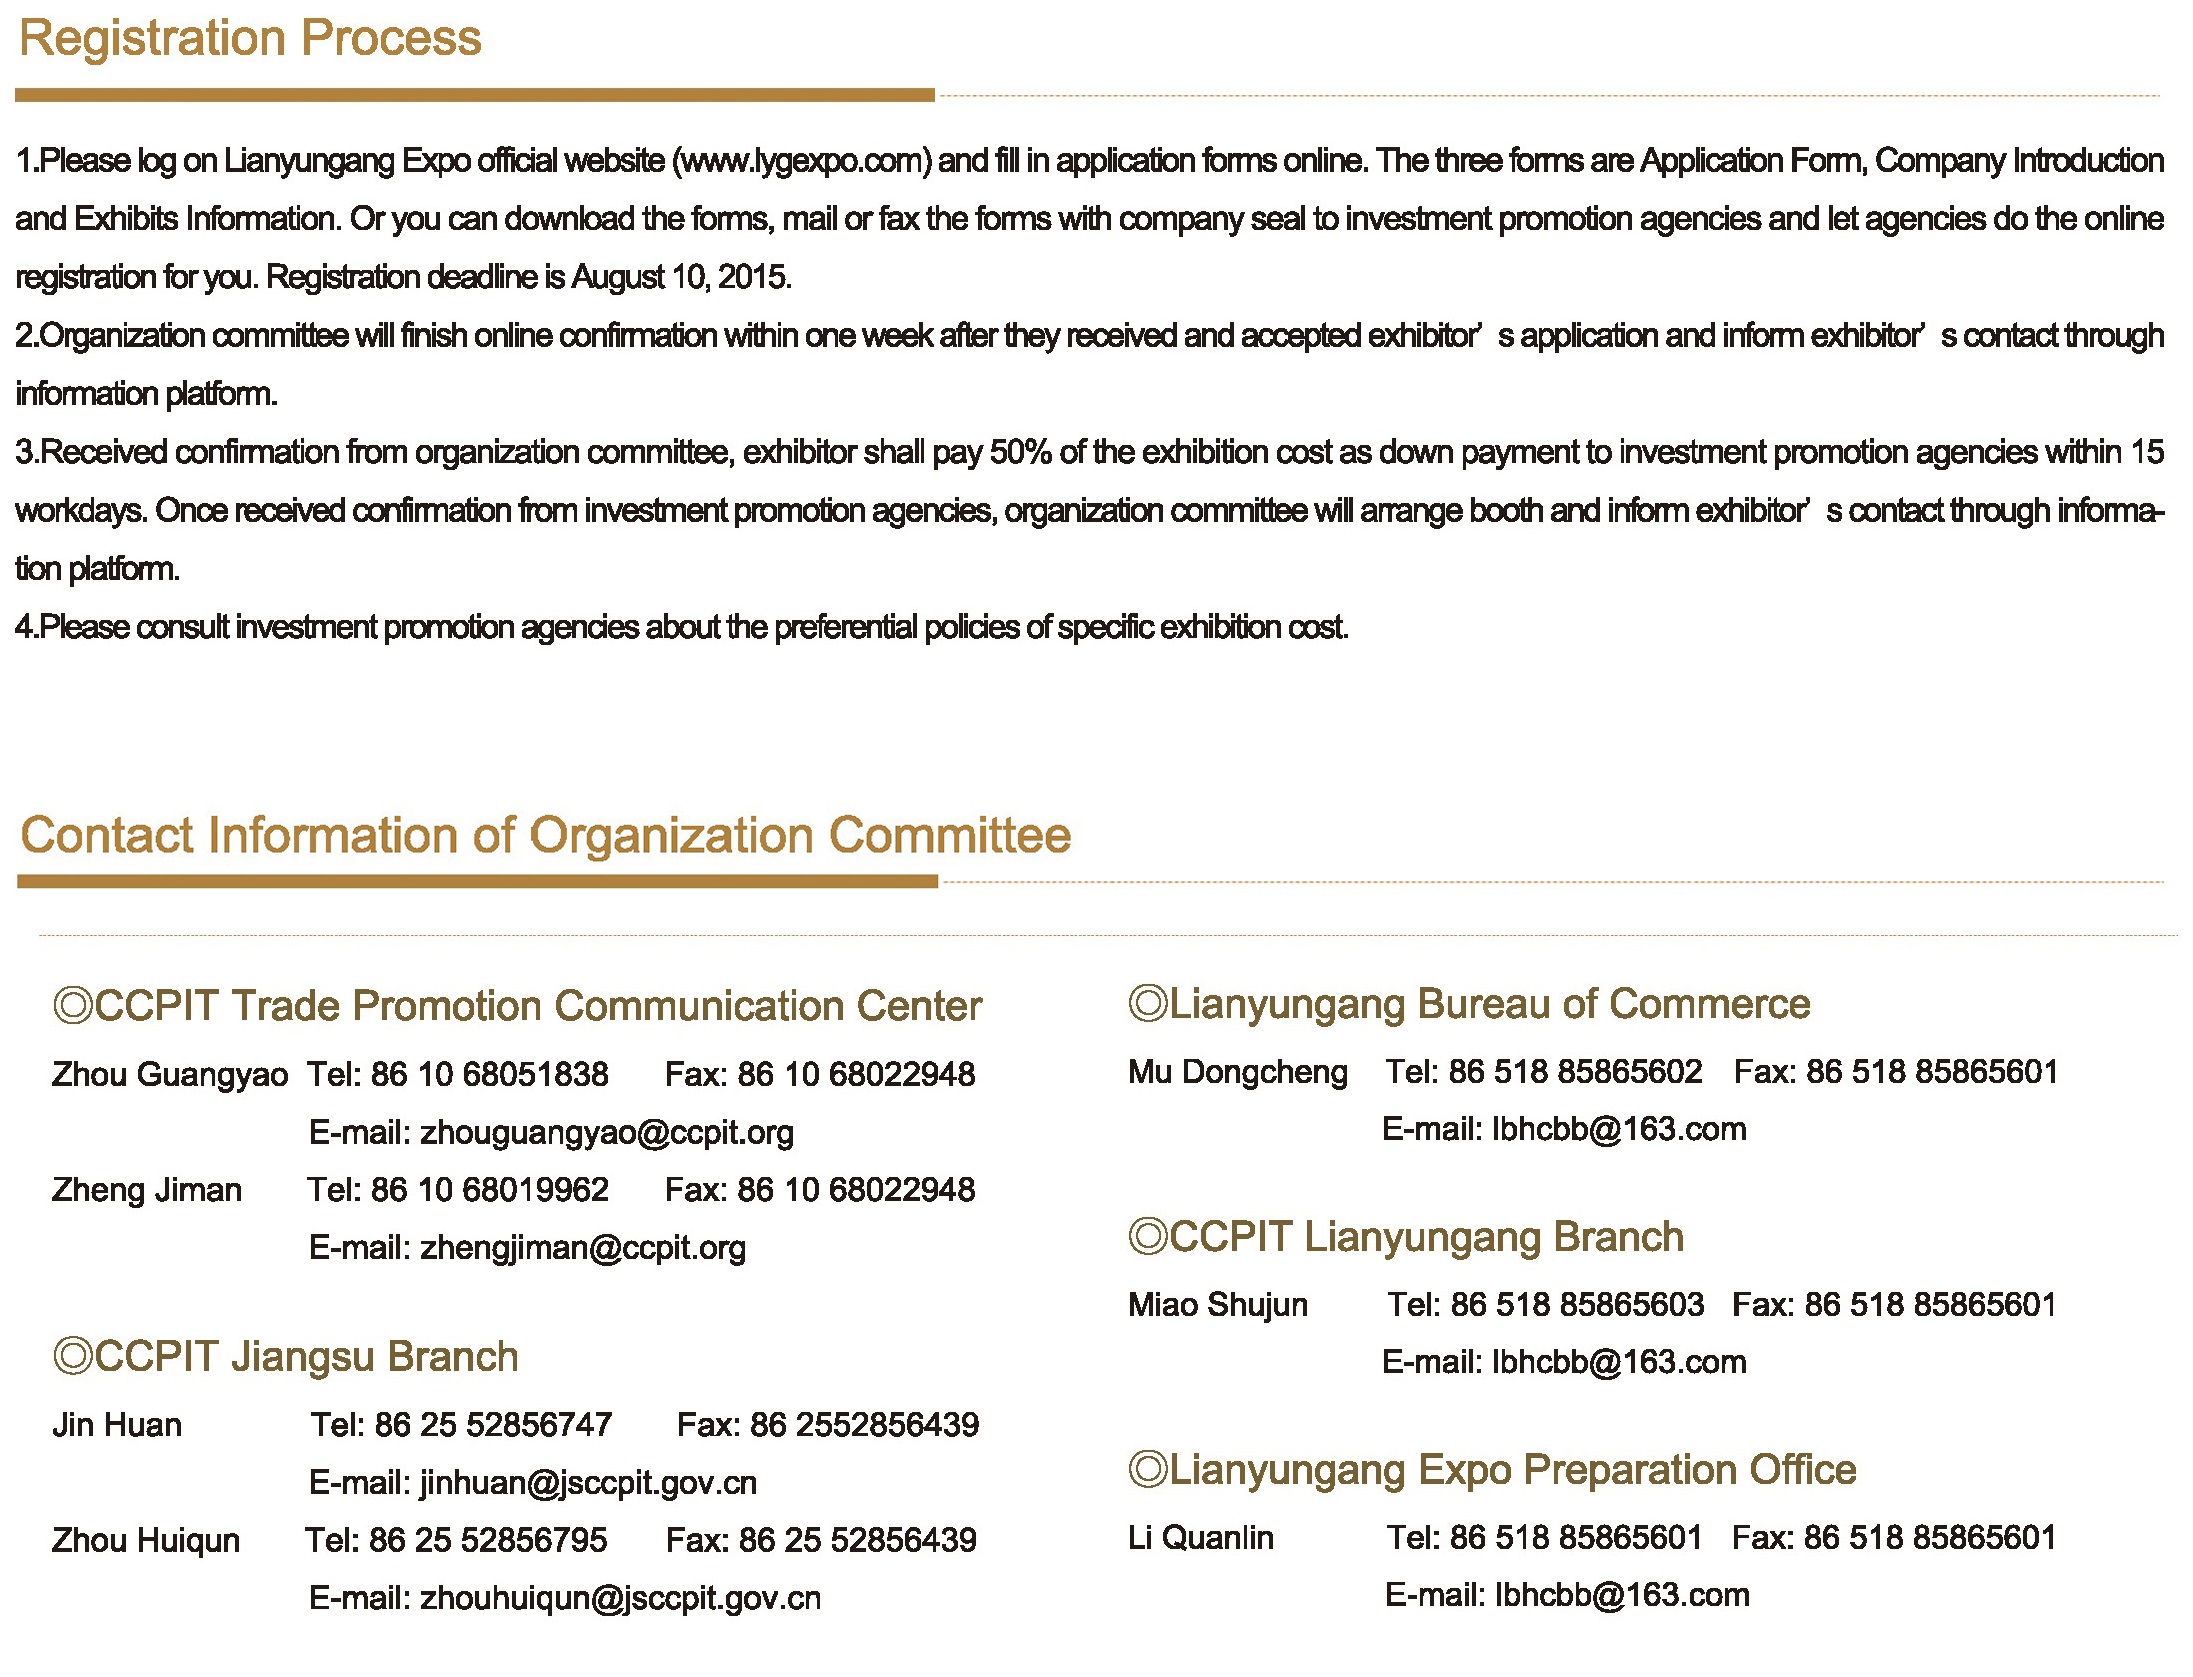 Registration Process
1.Please log on Lianyungang Expo official website (www.lygexpo.com) and fill in application forms online. The three forms are Application Form, Company Introduction
and Exhibits Information. Or you can download the forms, mail or fax the forms with company seal to investment promotion agencies and let agencies do the online
registration for you. Registration deadline is August 10, 2015.
2.Organization committee will finish online confirmation within one week after they received and accepted exhibitor’ s application and inform exhibitor’ s contact through
information platform.
3.Received confirmation from organization committee, exhibitor shall pay 50% of the exhibition cost as down payment to investment promotion agencies within 15
workdays. Once received confirmation from investment promotion agencies, organization committee will arrange booth and inform exhibitor’ s contact through informa-
tion platform.
4.Please consult investment promotion agencies about the preferential policies of specific exhibition cost.
Contact Information of Organization Committee
◎CCPIT Trade Promotion Communication Center
Zhou Guangyao Tel: 86 10 68051838 Fax: 86 10 68022948
E-mail: zhouguangyao@ccpit.org
Zheng Jiman Tel: 86 10 68019962 Fax: 86 10 68022948
E-mail: zhengjiman@ccpit.org
◎CCPIT Jiangsu Branch
Jin Huan Tel: 86 25 52856747 Fax: 86 2552856439
E-mail: jinhuan@jsccpit.gov.cn
Zhou Huiqun Tel: 86 25 52856795 Fax: 86 25 52856439
E-mail: zhouhuiqun@jsccpit.gov.cn
◎Lianyungang Bureau of Commerce
Mu Dongcheng Tel: 86 518 85865602 Fax: 86 518 85865601
E-mail: lbhcbb@163.com
◎CCPIT Lianyungang Branch
Miao Shujun Tel: 86 518 85865603 Fax: 86 518 85865601
E-mail: lbhcbb@163.com
◎Lianyungang Expo Preparation Office
Li Quanlin Tel: 86 518 85865601 Fax: 86 518 85865601
E-mail: lbhcbb@163.com